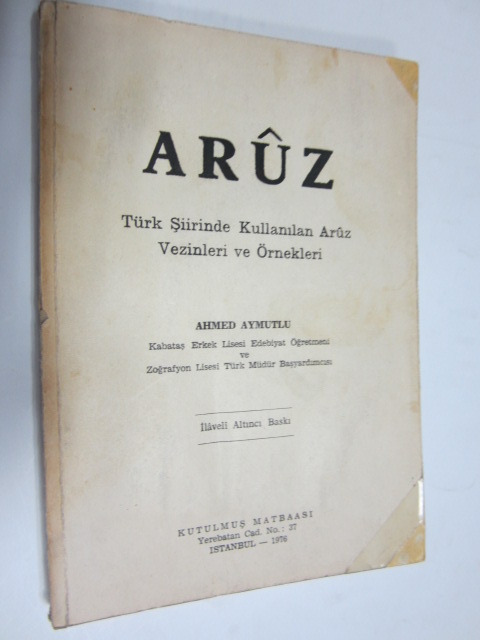 ARÛZ
Türk Şiirinde Kullanılan Arûz
Vezinleri ve Örnekleri
AHMED AYMUTLU
Kabataş Erkek Lisesi Edebiyat Öğretmeni
ve
Zoğrafyon Lisesi Türk Müdür Başyardımcısı
İlâveli Altıncı Baskı
KUTULMUŞ MATBAASI
Yerebatan Cad. No.: 37
ISTANBUL — 1976